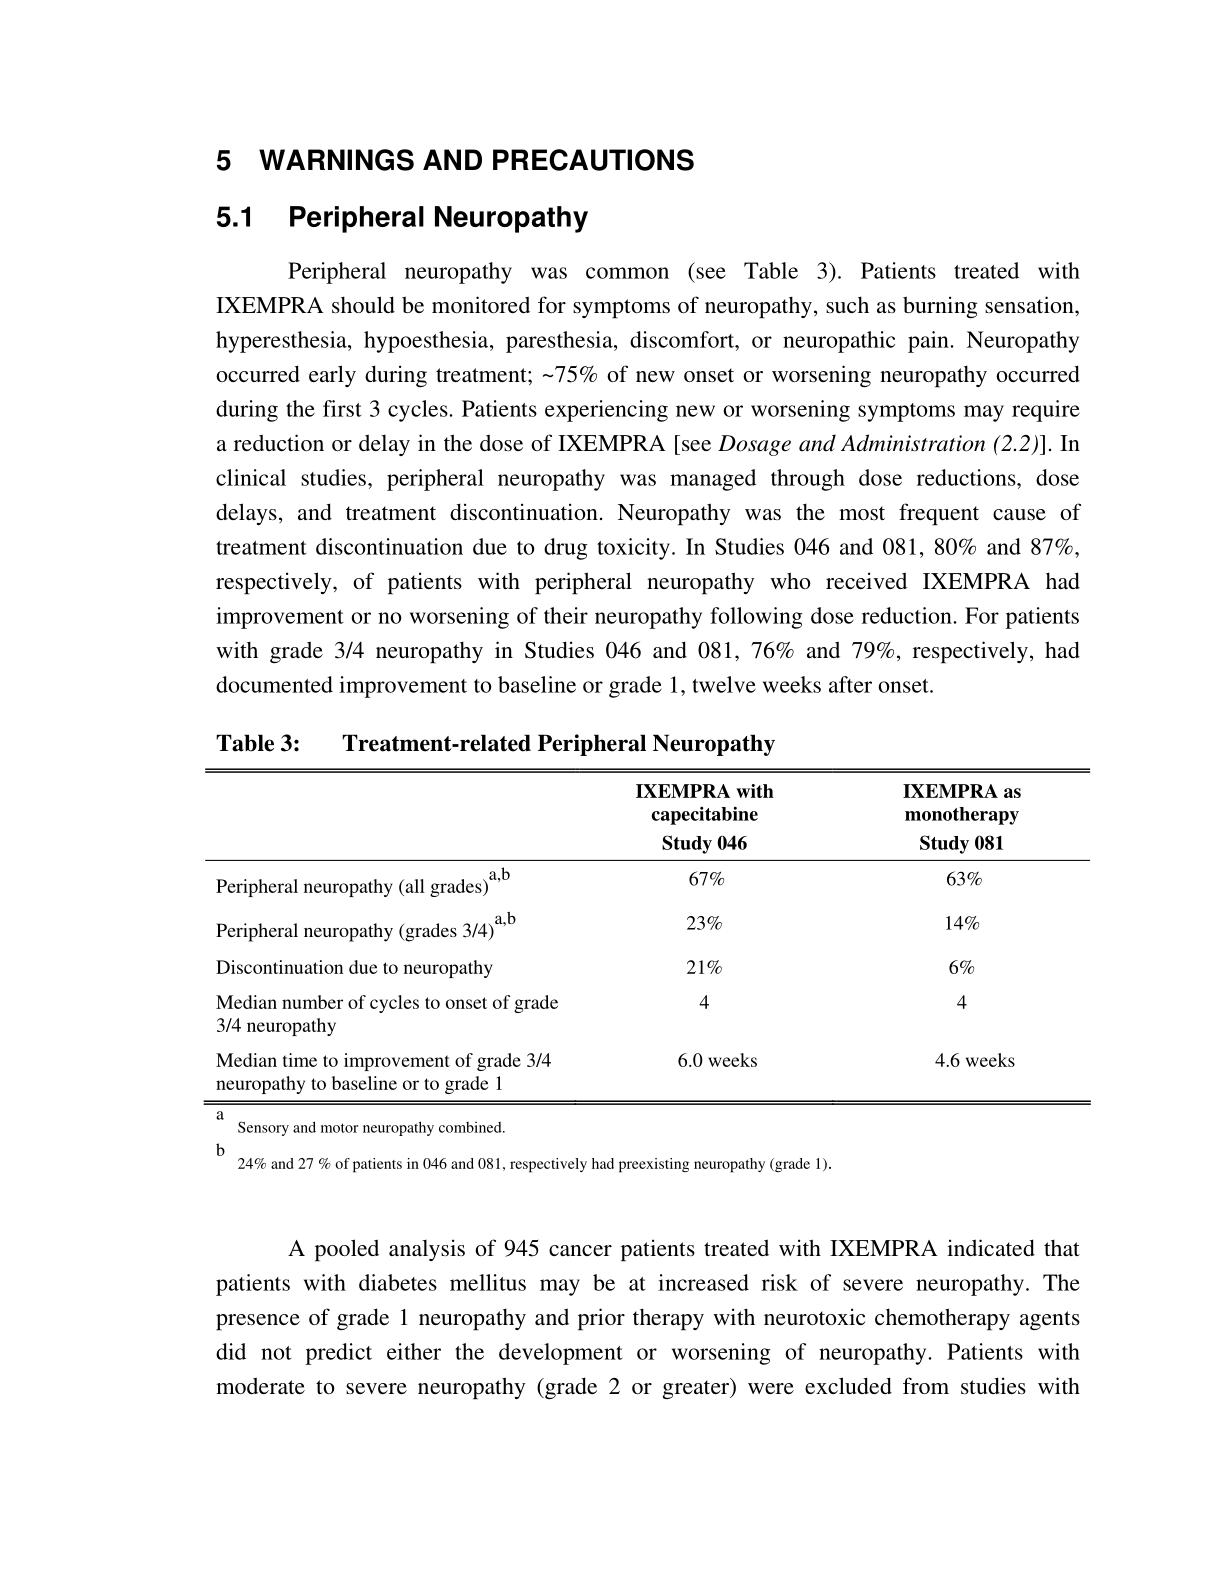 5 WARNINGS AND PRECAUTIONS
5.1 Peripheral Neuropathy
Peripheral neuropathy was common (see Table 3). Patients treated with
IXEMPRA should be monitored for symptoms of neuropathy, such as burning sensation,
hyperesthesia, hypoesthesia, paresthesia, discomfort, or neuropathic pain. Neuropathy
occurred early during treatment; ~75% of new onset or worsening neuropathy occurred
during the first 3 cycles. Patients experiencing new or worsening symptoms may require
a reduction or delay in the dose of IXEMPRA [see Dosage and Administration (2.2)]. In
clinical studies, peripheral neuropathy was managed through dose reductions, dose
delays, and treatment discontinuation. Neuropathy was the most frequent cause of
treatment discontinuation due to drug toxicity. In Studies 046 and 081, 80% and 87%,
respectively, of patients with peripheral neuropathy who received IXEMPRA had
improvement or no worsening of their neuropathy following dose reduction. For patients
with grade 3/4 neuropathy in Studies 046 and 081, 76% and 79%, respectively, had
documented improvement to baseline or grade 1, twelve weeks after onset.
Table 3: Treatment-related Peripheral Neuropathy
IXEMPRA with IXEMPRA as
capecitabine monotherapy
Study 046 Study 081
Peripheral neuropathy (all grades)a,b 67% 63%
Peripheral neuropathy (grades 3/4)a,b 23% 14%
Discontinuation due to neuropathy 21% 6%
Median number of cycles to onset of grade 4 4
3/4 neuropathy
Median time to improvement of grade 3/4 6.0 weeks 4.6 weeks
neuropathy to baseline or to grade 1
a Sensory and motor neuropathy combined.
b 24% and 27 % of patients in 046 and 081, respectively had preexisting neuropathy (grade 1).
A pooled analysis of 945 cancer patients treated with IXEMPRA indicated that
patients with diabetes mellitus may be at increased risk of severe neuropathy. The
presence of grade 1 neuropathy and prior therapy with neurotoxic chemotherapy agents
did not predict either the development or worsening of neuropathy. Patients with
moderate to severe neuropathy (grade 2 or greater) were excluded from studies with